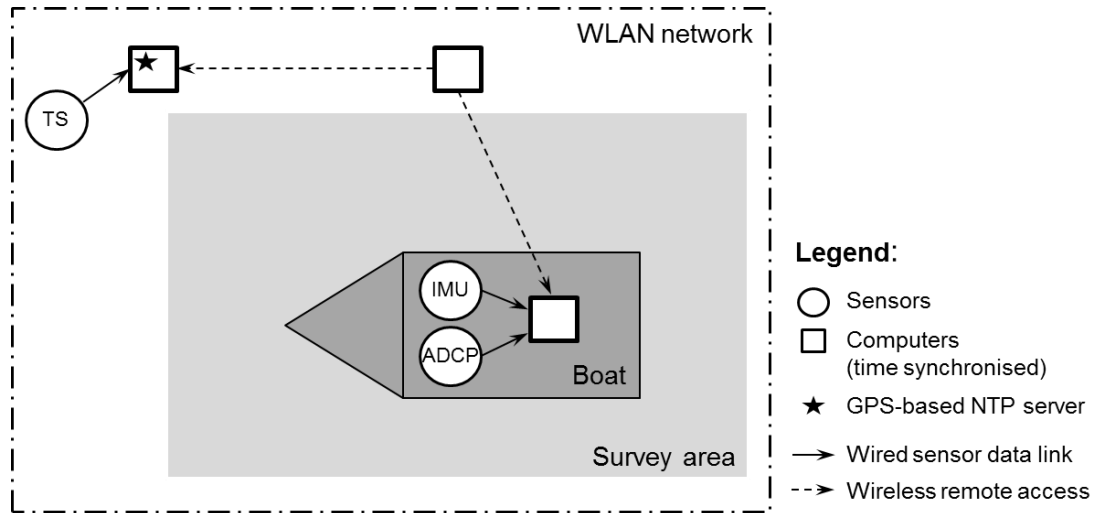 WLAN network
TS
IMU
ADCP
Boat
Survey area
Legend:
Sensors
Computers
(time synchronised)
GPS-based NTP server
Wired sensor data link
Wireless remote access